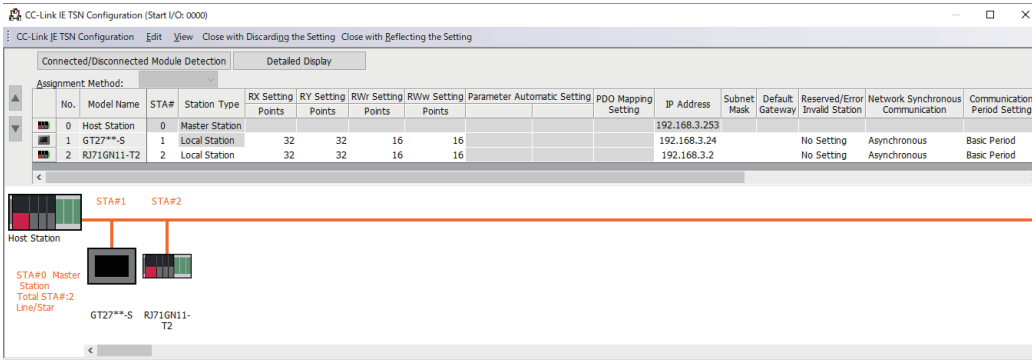 CC-Link IE TSN Configuration (Start I/O: 0000)
CC-Link IE TSN Configuration Edit View Close with Discarding the Setting Close with Reflecting the Setting
Connected/Disconnected Module Detection Detailed Display
Assignment Method:
No. Model Name STA# Station Type RX Setting RY Setting RWr Setting RWw Setting Parameter Automatic Setting PDO Mapping Setting IP Address Subnet Mask Default Gateway Reserved/Error Invalid Station Network Synchronous Communication Communication Period Setting
Points Points Points Points
0 Host Station 0 Master Station 192.168.3.253
1 GT27**-S 1 Local Station 32 32 16 16 192.168.3.24 No Setting Asynchronous Basic Period
2 RJ71GN11-T2 2 Local Station 32 32 16 16 192.168.3.2 No Setting Asynchronous Basic Period
STA#1 STA#2
Host Station
STA#0 Master
Station
Total STA#:2
Line/Star
GT27**-S RJ71GN11-
T2